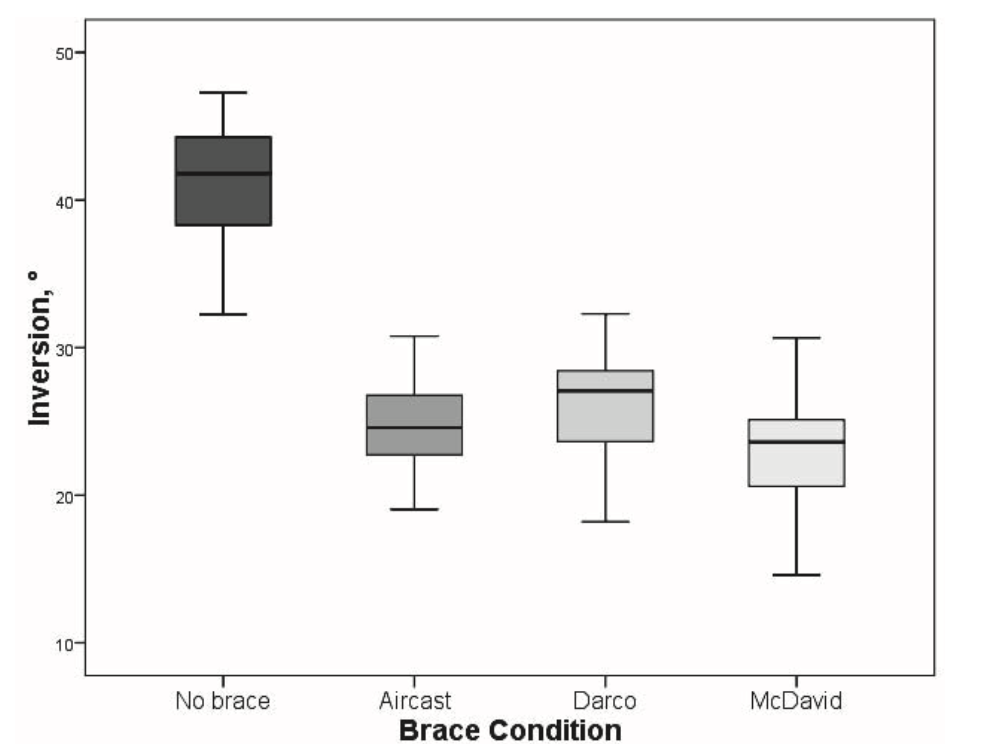 50
40
30
20
10
Inversion, °
No brace
Aircast
Darco
McDavid
Brace Condition